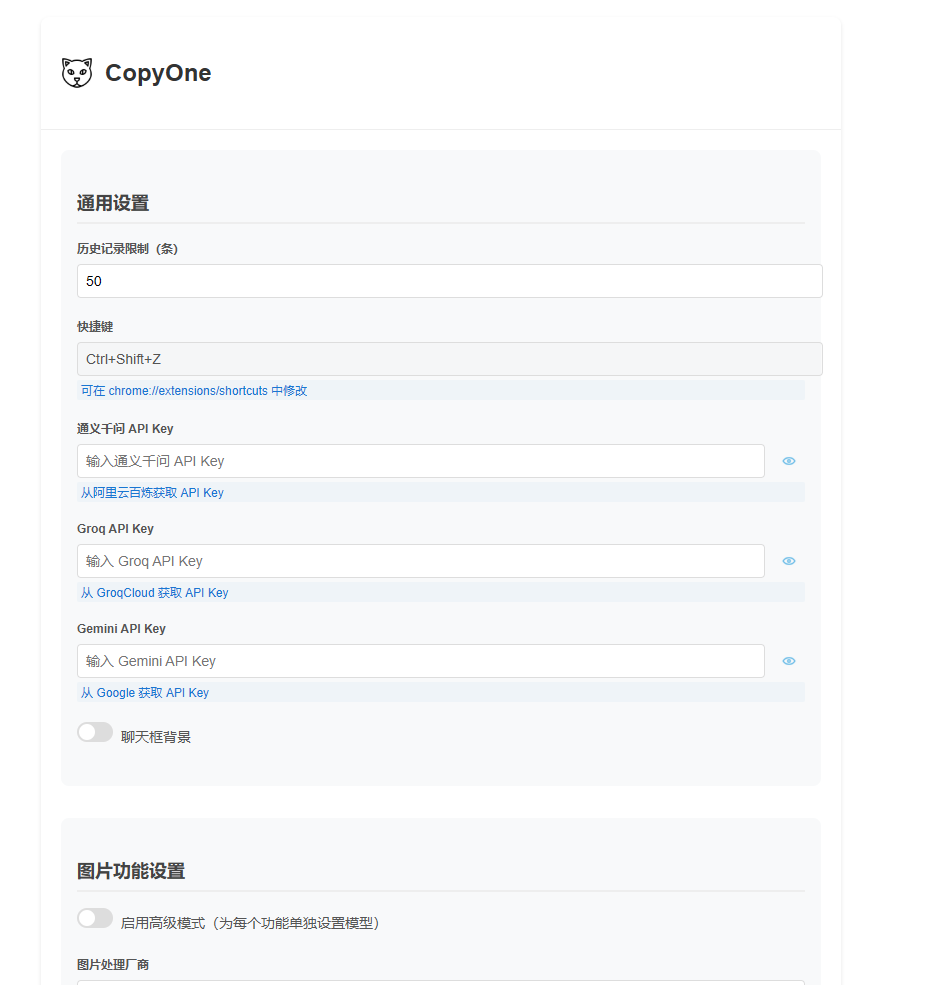 CopyOne
通用设置
历史记录限制（条）
50
快捷键
Ctrl+Shift+Z
可在 chrome://extensions/shortcuts 中修改
通义千问 API Key
输入通义千问 API Key
从阿里云百炼获取 API Key
Groq API Key
输入 Groq API Key
从 GroqCloud 获取 API Key
Gemini API Key
输入 Gemini API Key
从 Google 获取 API Key
聊天框背景
图片功能设置
启用高级模式（为每个功能单独设置模型）
图片处理厂商